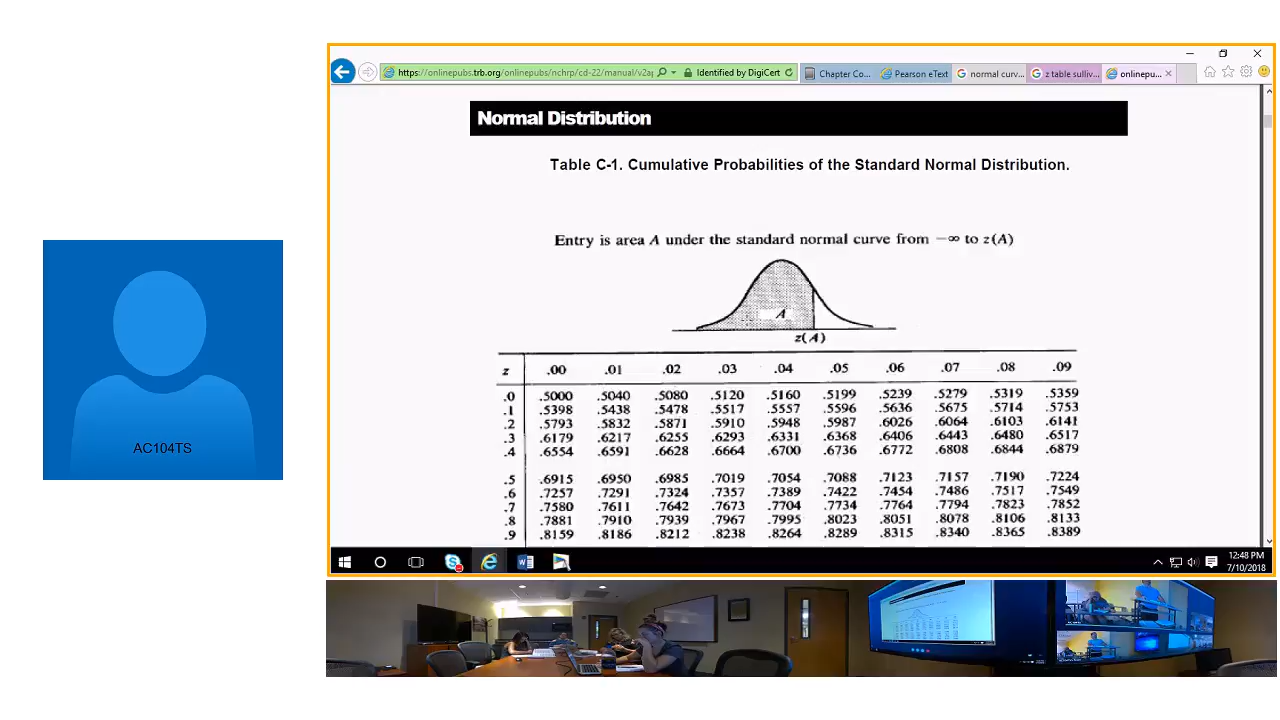 https://onlinepubs.trb.org/onlinepubs/nchrp/cd-22/manual/v2ap
Identified by DigiCert
Chapter Co...
Pearson eText
normal curv...
z table sulliv...
onlinepu...
Normal Distribution
Table C-1. Cumulative Probabilities of the Standard Normal Distribution.
Entry is area A under the standard normal curve from −∞ to z(A)
A
z(A)
z .00 .01 .02 .03 .04 .05 .06 .07 .08 .09
.0 .5000 .5040 .5080 .5120 .5160 .5199 .5239 .5279 .5319 .5359
.1 .5398 .5438 .5478 .5517 .5557 .5596 .5636 .5675 .5714 .5753
.2 .5793 .5832 .5871 .5910 .5948 .5987 .6026 .6064 .6103 .6141
.3 .6179 .6217 .6255 .6293 .6331 .6368 .6406 .6443 .6480 .6517
.4 .6554 .6591 .6628 .6664 .6700 .6736 .6772 .6808 .6844 .6879
.5 .6915 .6950 .6985 .7019 .7054 .7088 .7123 .7157 .7190 .7224
.6 .7257 .7291 .7324 .7357 .7389 .7422 .7454 .7486 .7517 .7549
.7 .7580 .7611 .7642 .7673 .7704 .7734 .7764 .7794 .7823 .7852
.8 .7881 .7910 .7939 .7967 .7995 .8023 .8051 .8078 .8106 .8133
.9 .8159 .8186 .8212 .8238 .8264 .8289 .8315 .8340 .8365 .8389
AC104TS
12:48 PM
7/10/2018